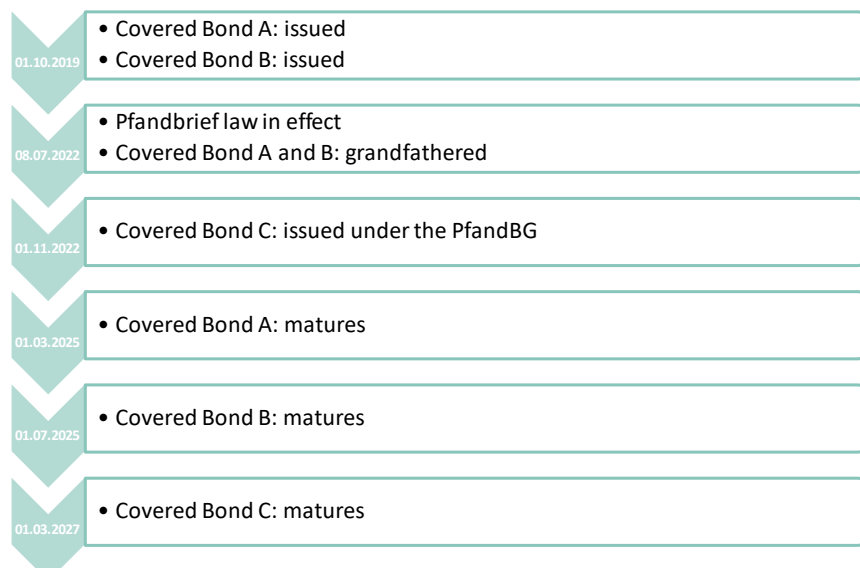 01.10.2019
• Covered Bond A: issued
• Covered Bond B: issued
08.07.2022
• Pfandbrief law in effect
• Covered Bond A and B: grandfathered
01.11.2022
• Covered Bond C: issued under the PfandBG
01.03.2025
• Covered Bond A: matures
01.07.2025
• Covered Bond B: matures
01.03.2027
• Covered Bond C: matures